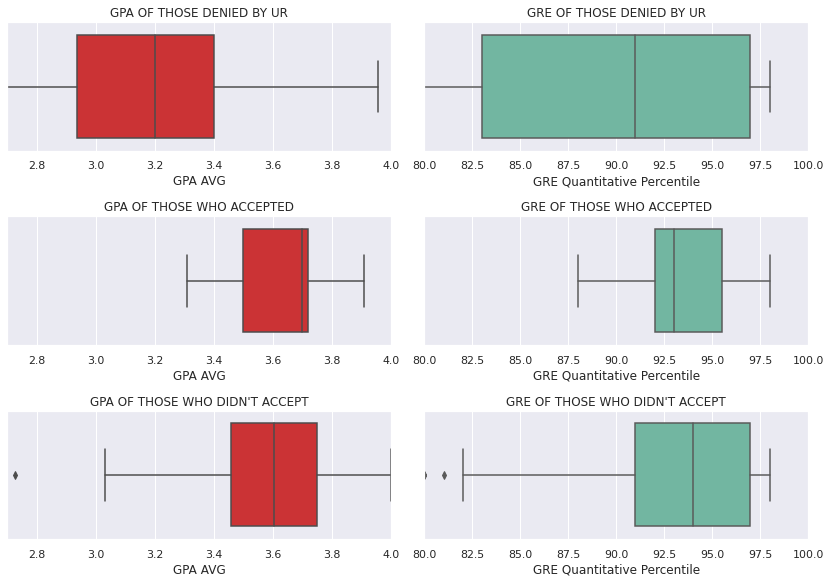 GPA OF THOSE DENIED BY UR
2.8 3.0 3.2 3.4 3.6 3.8 4.0
GPA AVG
GRE OF THOSE DENIED BY UR
80.0 82.5 85.0 87.5 90.0 92.5 95.0 97.5 100.0
GRE Quantitative Percentile
GPA OF THOSE WHO ACCEPTED
2.8 3.0 3.2 3.4 3.6 3.8 4.0
GPA AVG
GRE OF THOSE WHO ACCEPTED
80.0 82.5 85.0 87.5 90.0 92.5 95.0 97.5 100.0
GRE Quantitative Percentile
GPA OF THOSE WHO DIDN'T ACCEPT
2.8 3.0 3.2 3.4 3.6 3.8 4.0
GPA AVG
GRE OF THOSE WHO DIDN'T ACCEPT
80.0 82.5 85.0 87.5 90.0 92.5 95.0 97.5 100.0
GRE Quantitative Percentile